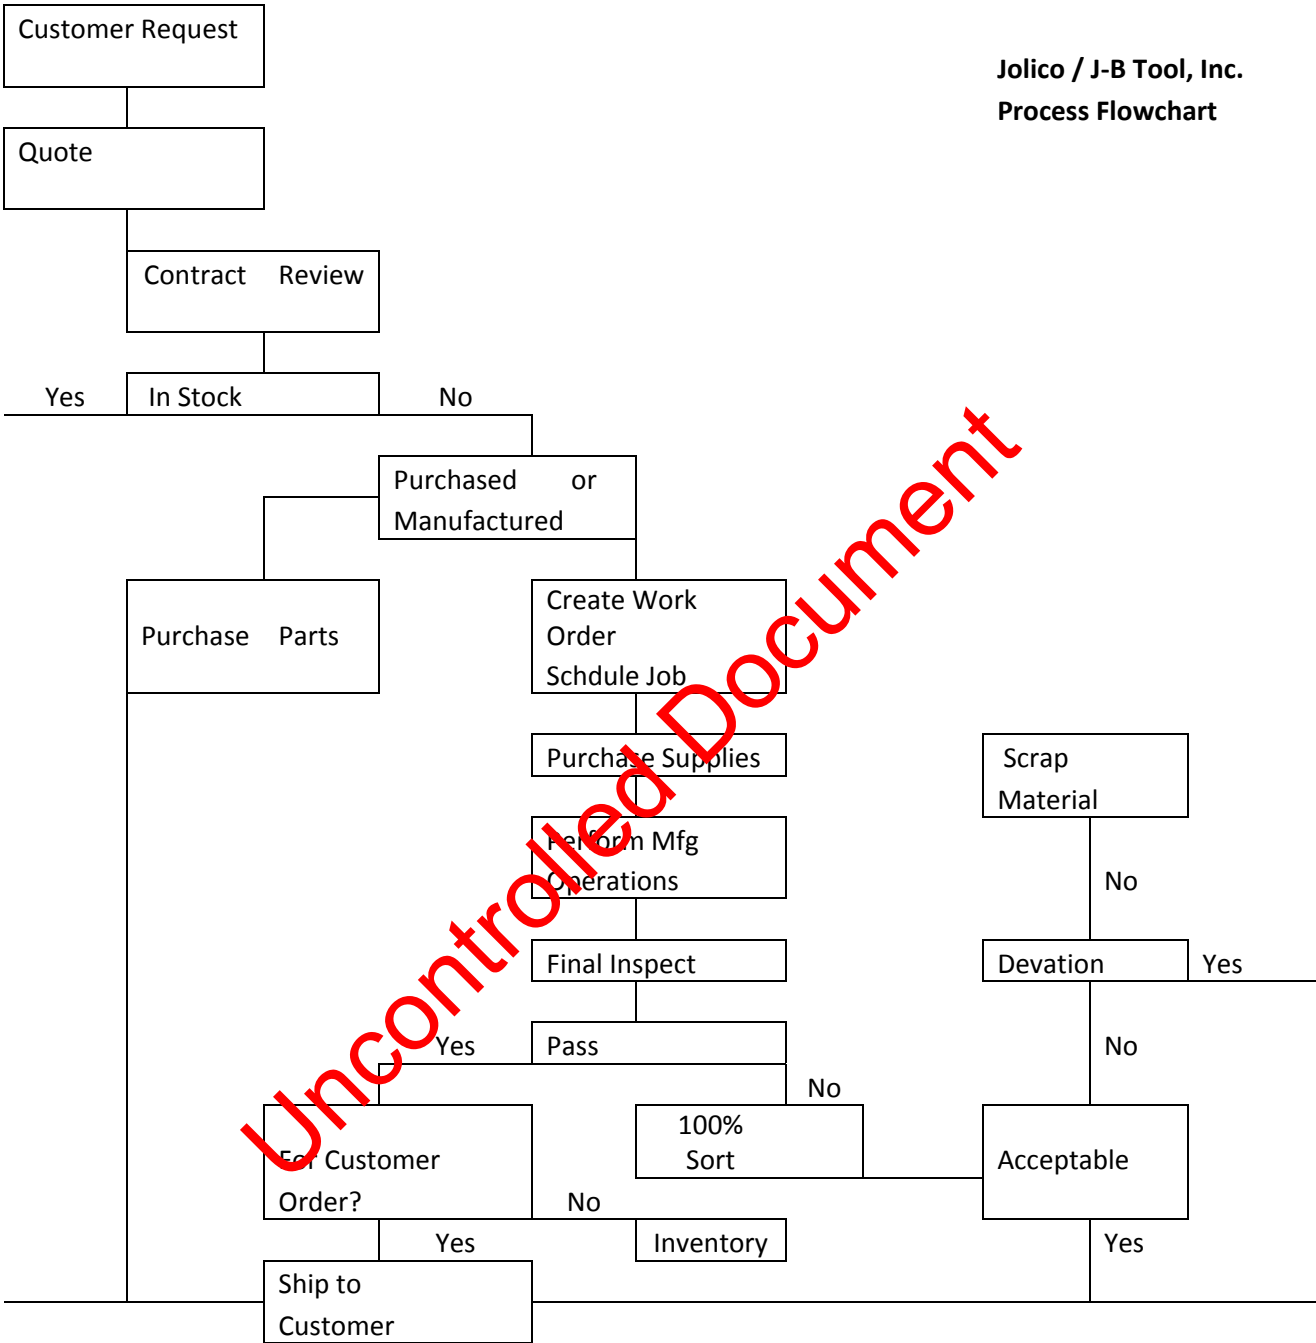 Customer Request
Jolico / J-B Tool, Inc.
Process Flowchart
Quote
Contract Review
Yes
In Stock
No
Purchased or
Manufactured
Purchase Parts
Create Work
Order
Schdule Job
Purchase Supplies
Scrap
Material
Perform Mfg
Operations
No
Final Inspect
Devation
Yes
Yes
Pass
No
No
100%
Sort
For Customer
Order?
Acceptable
No
Yes
Inventory
Yes
Ship to
Customer
Uncontrolled Document